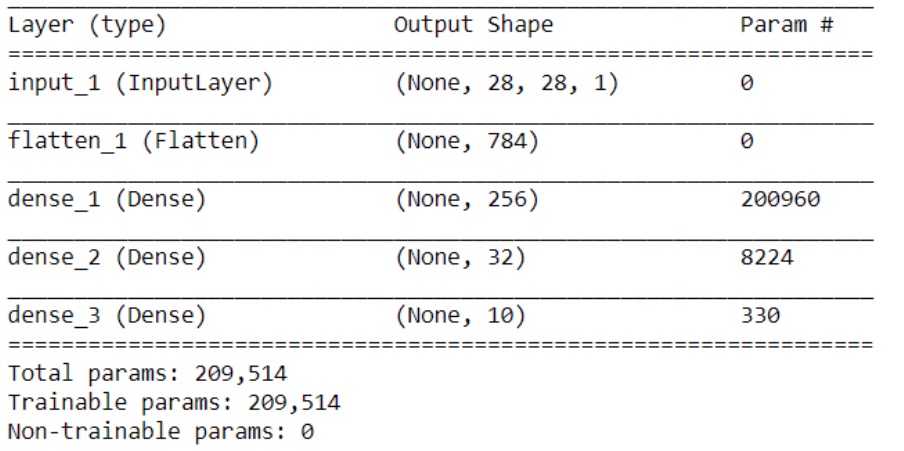 Layer (type) Output Shape Param #
=================================================================
input_1 (InputLayer) (None, 28, 28, 1) 0
flatten_1 (Flatten) (None, 784) 0
dense_1 (Dense) (None, 256) 200960
dense_2 (Dense) (None, 32) 8224
dense_3 (Dense) (None, 10) 330
=================================================================
Total params: 209,514
Trainable params: 209,514
Non-trainable params: 0